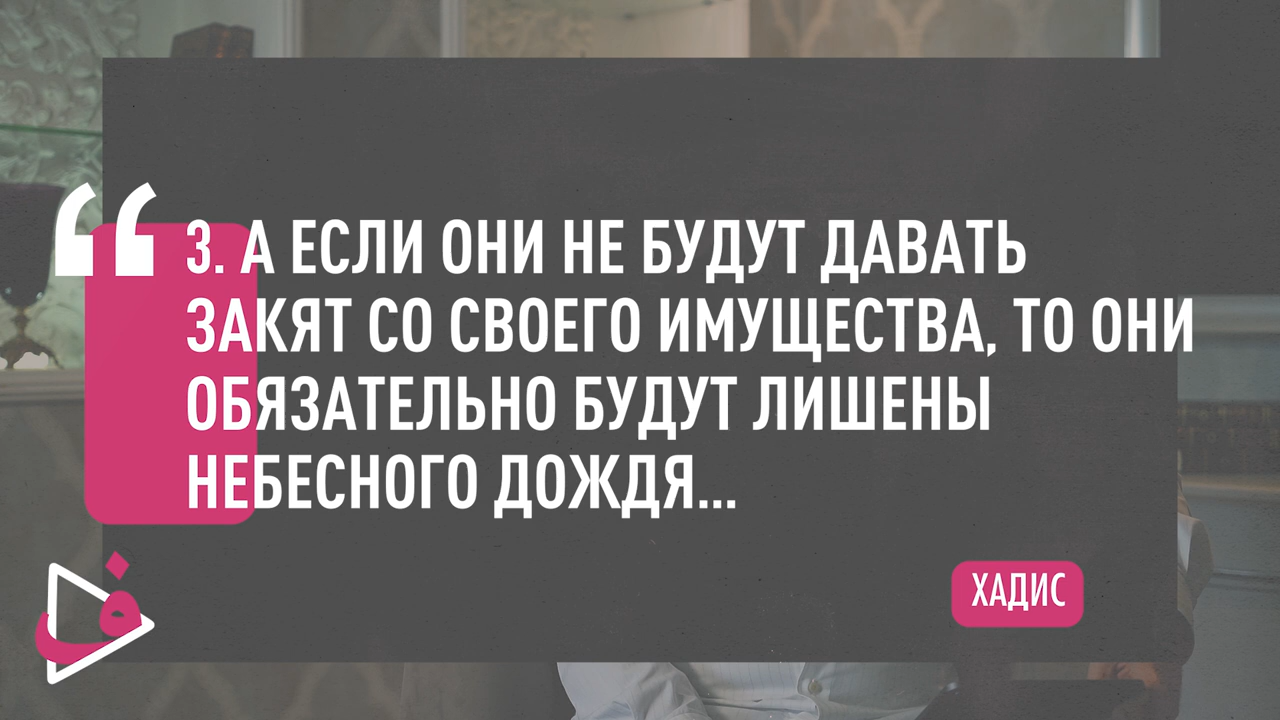 “
3. А ЕСЛИ ОНИ НЕ БУДУТ ДАВАТЬ
ЗАКЯТ СО СВОЕГО ИМУЩЕСТВА, ТО ОНИ
ОБЯЗАТЕЛЬНО БУДУТ ЛИШЕНЫ
НЕБЕСНОГО ДОЖДЯ...
ХАДИС
ف